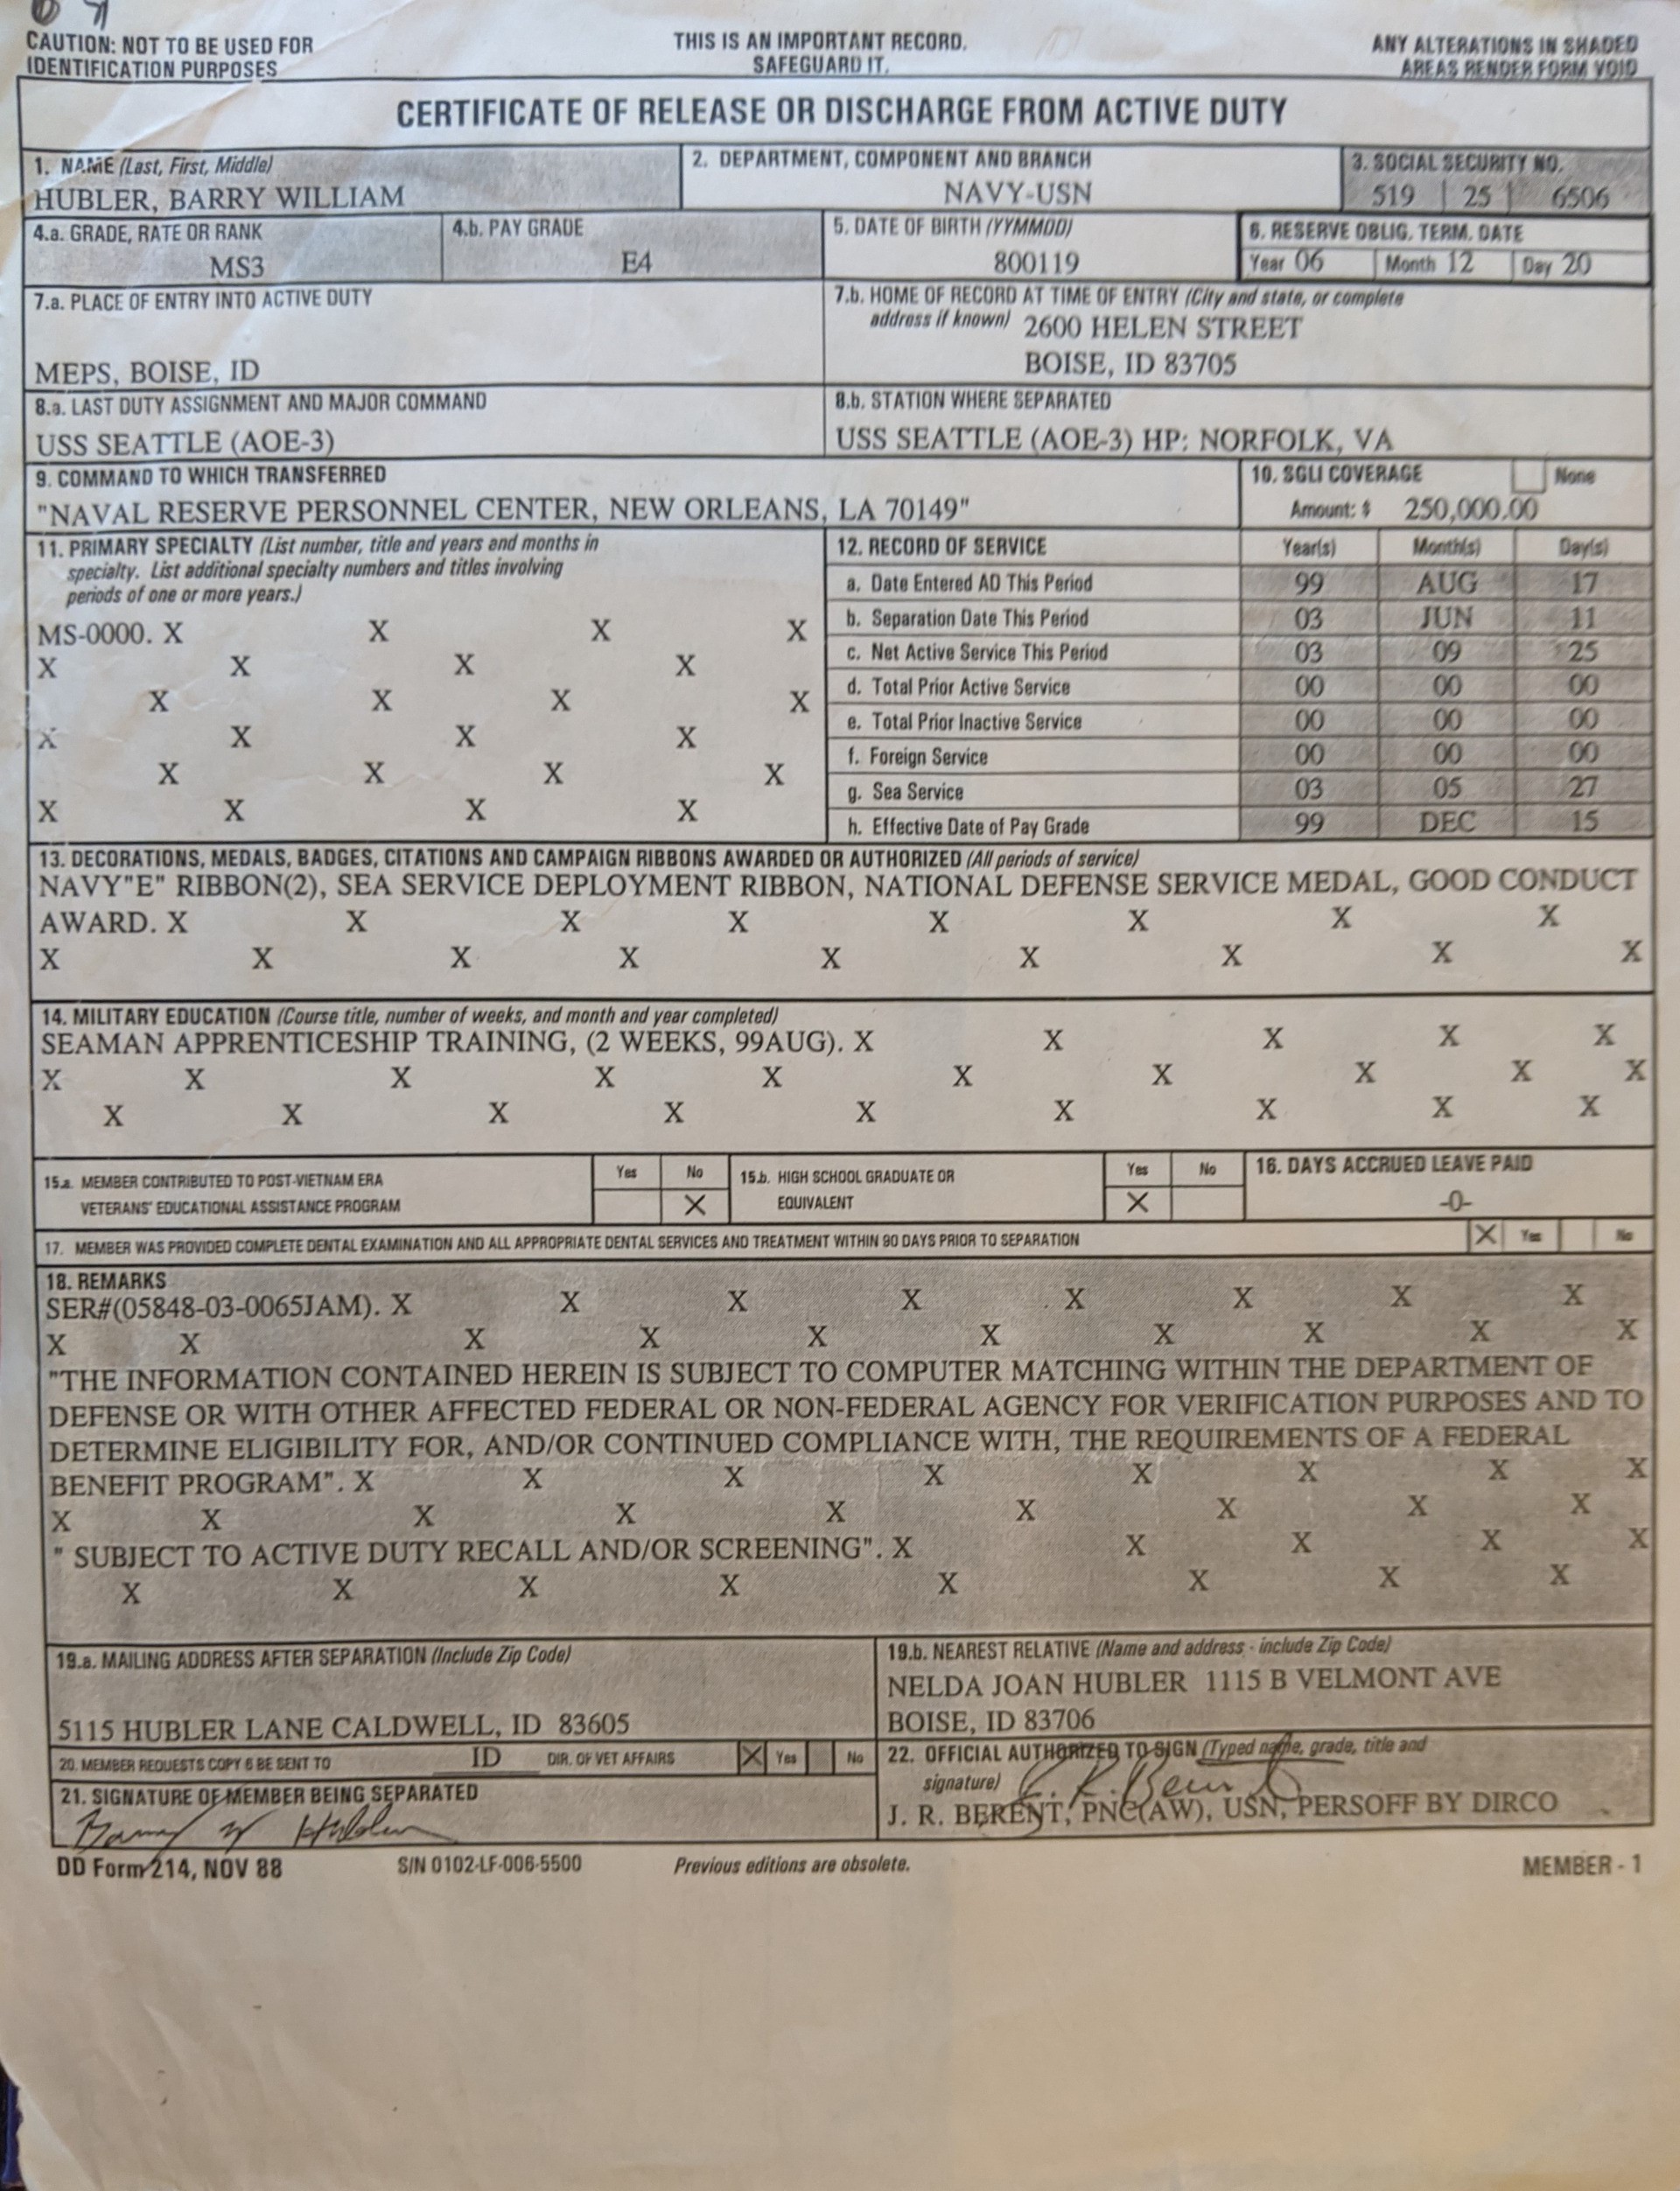 CAUTION: NOT TO BE USED FOR IDENTIFICATION PURPOSES
THIS IS AN IMPORTANT RECORD. SAFEGUARD IT.
ANY ALTERATIONS IN SHADED AREAS RENDER FORM VOID
CERTIFICATE OF RELEASE OR DISCHARGE FROM ACTIVE DUTY
1. NAME (Last, First, Middle)
HUBLER, BARRY WILLIAM
2. DEPARTMENT, COMPONENT AND BRANCH
NAVY-USN
3. SOCIAL SECURITY NO.
519 | 25 | 6506
4.a. GRADE, RATE OR RANK
MS3
4.b. PAY GRADE
E4
5. DATE OF BIRTH (YYMMDD)
800119
6. RESERVE OBLIG. TERM. DATE
Year 06 Month 12 Day 20
7.a. PLACE OF ENTRY INTO ACTIVE DUTY
MEPS, BOISE, ID
7.b. HOME OF RECORD AT TIME OF ENTRY (City and state, or complete
address if known) 2600 HELEN STREET
BOISE, ID 83705
8.a. LAST DUTY ASSIGNMENT AND MAJOR COMMAND
USS SEATTLE (AOE-3)
8.b. STATION WHERE SEPARATED
USS SEATTLE (AOE-3) HP: NORFOLK, VA
9. COMMAND TO WHICH TRANSFERRED
"NAVAL RESERVE PERSONNEL CENTER, NEW ORLEANS, LA 70149"
10. SGLI COVERAGE None
Amount: $ 250,000.00
11. PRIMARY SPECIALTY (List number, title and years and months in
specialty. List additional specialty numbers and titles involving
periods of one or more years.)
MS-0000. X X X X
X X X X
X X X X
X X X X
X X X X
X X X X
12. RECORD OF SERVICE Year(s) Month(s) Day(s)
a. Date Entered AD This Period 99 AUG 17
b. Separation Date This Period 03 JUN 11
c. Net Active Service This Period 03 09 25
d. Total Prior Active Service 00 00 00
e. Total Prior Inactive Service 00 00 00
f. Foreign Service 00 00 00
g. Sea Service 03 05 27
h. Effective Date of Pay Grade 99 DEC 15
13. DECORATIONS, MEDALS, BADGES, CITATIONS AND CAMPAIGN RIBBONS AWARDED OR AUTHORIZED (All periods of service)
NAVY"E" RIBBON(2), SEA SERVICE DEPLOYMENT RIBBON, NATIONAL DEFENSE SERVICE MEDAL, GOOD CONDUCT
AWARD. X X X X X X X X
X X X X X X X X X
14. MILITARY EDUCATION (Course title, number of weeks, and month and year completed)
SEAMAN APPRENTICESHIP TRAINING, (2 WEEKS, 99AUG). X X X X X
X X X X X X X X X X
X X X X X X X X X
15.a. MEMBER CONTRIBUTED TO POST-VIETNAM ERA
VETERANS' EDUCATIONAL ASSISTANCE PROGRAM
Yes No
X
15.b. HIGH SCHOOL GRADUATE OR
EQUIVALENT
Yes No
X
16. DAYS ACCRUED LEAVE PAID
-0-
17. MEMBER WAS PROVIDED COMPLETE DENTAL EXAMINATION AND ALL APPROPRIATE DENTAL SERVICES AND TREATMENT WITHIN 90 DAYS PRIOR TO SEPARATION X Yes No
18. REMARKS
SER#(05848-03-0065JAM). X X X X X X X X
X X X X X X X X X X
"THE INFORMATION CONTAINED HEREIN IS SUBJECT TO COMPUTER MATCHING WITHIN THE DEPARTMENT OF
DEFENSE OR WITH OTHER AFFECTED FEDERAL OR NON-FEDERAL AGENCY FOR VERIFICATION PURPOSES AND TO
DETERMINE ELIGIBILITY FOR, AND/OR CONTINUED COMPLIANCE WITH, THE REQUIREMENTS OF A FEDERAL
BENEFIT PROGRAM". X X X X X X X X
X X X X X X X X X
" SUBJECT TO ACTIVE DUTY RECALL AND/OR SCREENING". X X X X X
X X X X X X X X
19.a. MAILING ADDRESS AFTER SEPARATION (Include Zip Code)
5115 HUBLER LANE CALDWELL, ID 83605
19.b. NEAREST RELATIVE (Name and address - include Zip Code)
NELDA JOAN HUBLER 1115 B VELMONT AVE
BOISE, ID 83706
20. MEMBER REQUESTS COPY 6 BE SENT TO ID DIR. OF VET AFFAIRS X Yes No
21. SIGNATURE OF MEMBER BEING SEPARATED
22. OFFICIAL AUTHORIZED TO SIGN (Typed name, grade, title and
signature)
J. R. BERENT, PNC(AW), USN, PERSOFF BY DIRCO
DD Form 214, NOV 88
S/N 0102-LF-006-5500
Previous editions are obsolete.
MEMBER - 1